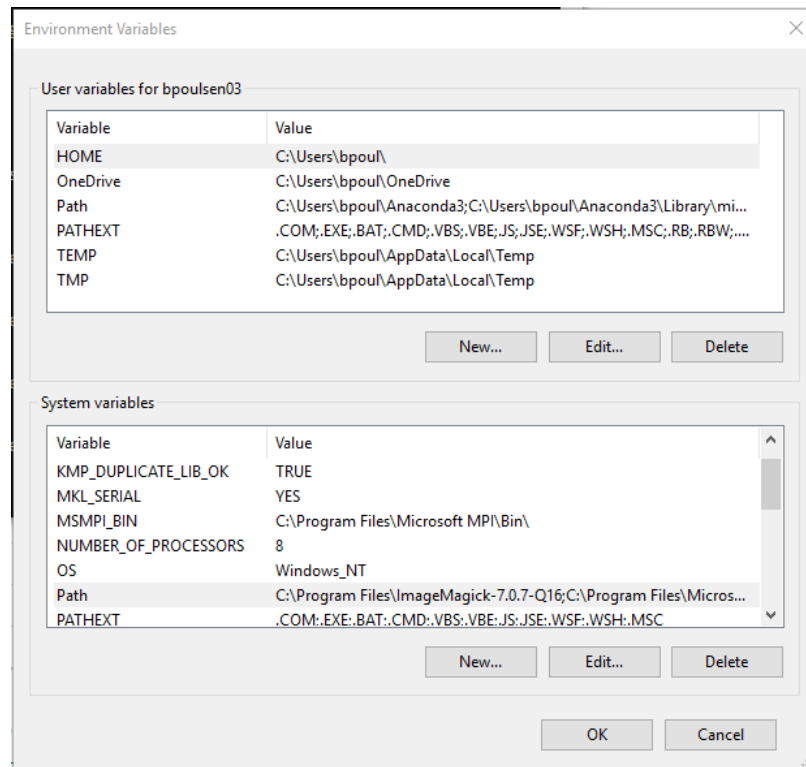 Environment Variables
User variables for bpoulsen03
Variable Value
HOME C:\Users\bpoul\
OneDrive C:\Users\bpoul\OneDrive
Path C:\Users\bpoul\Anaconda3;C:\Users\bpoul\Anaconda3\Library\mi...
PATHEXT .COM;.EXE;.BAT;.CMD;.VBS;.VBE;.JS;.JSE;.WSF;.WSH;.MSC;.RB;.RBW;....
TEMP C:\Users\bpoul\AppData\Local\Temp
TMP C:\Users\bpoul\AppData\Local\Temp
New... Edit... Delete
System variables
Variable Value
KMP_DUPLICATE_LIB_OK TRUE
MKL_SERIAL YES
MSMPI_BIN C:\Program Files\Microsoft MPI\Bin\
NUMBER_OF_PROCESSORS 8
OS Windows_NT
Path C:\Program Files\ImageMagick-7.0.7-Q16;C:\Program Files\Micros...
PATHEXT .COM;.EXE;.BAT;.CMD;.VBS;.VBE;.JS;.JSE;.WSF;.WSH;.MSC
New... Edit... Delete
OK Cancel